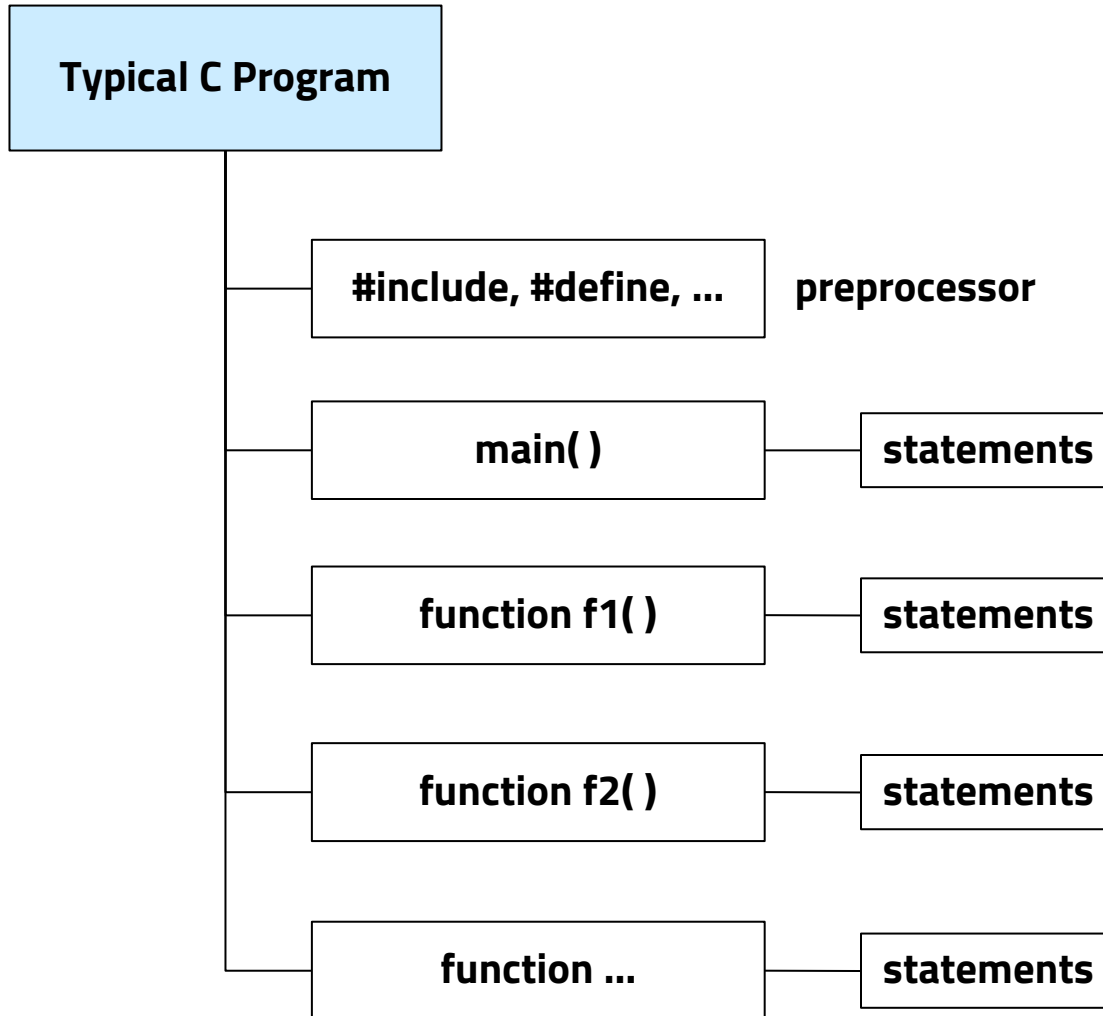 Typical C Program
#include, #define, ... preprocessor
main( ) statements
function f1( ) statements
function f2( ) statements
function ... statements